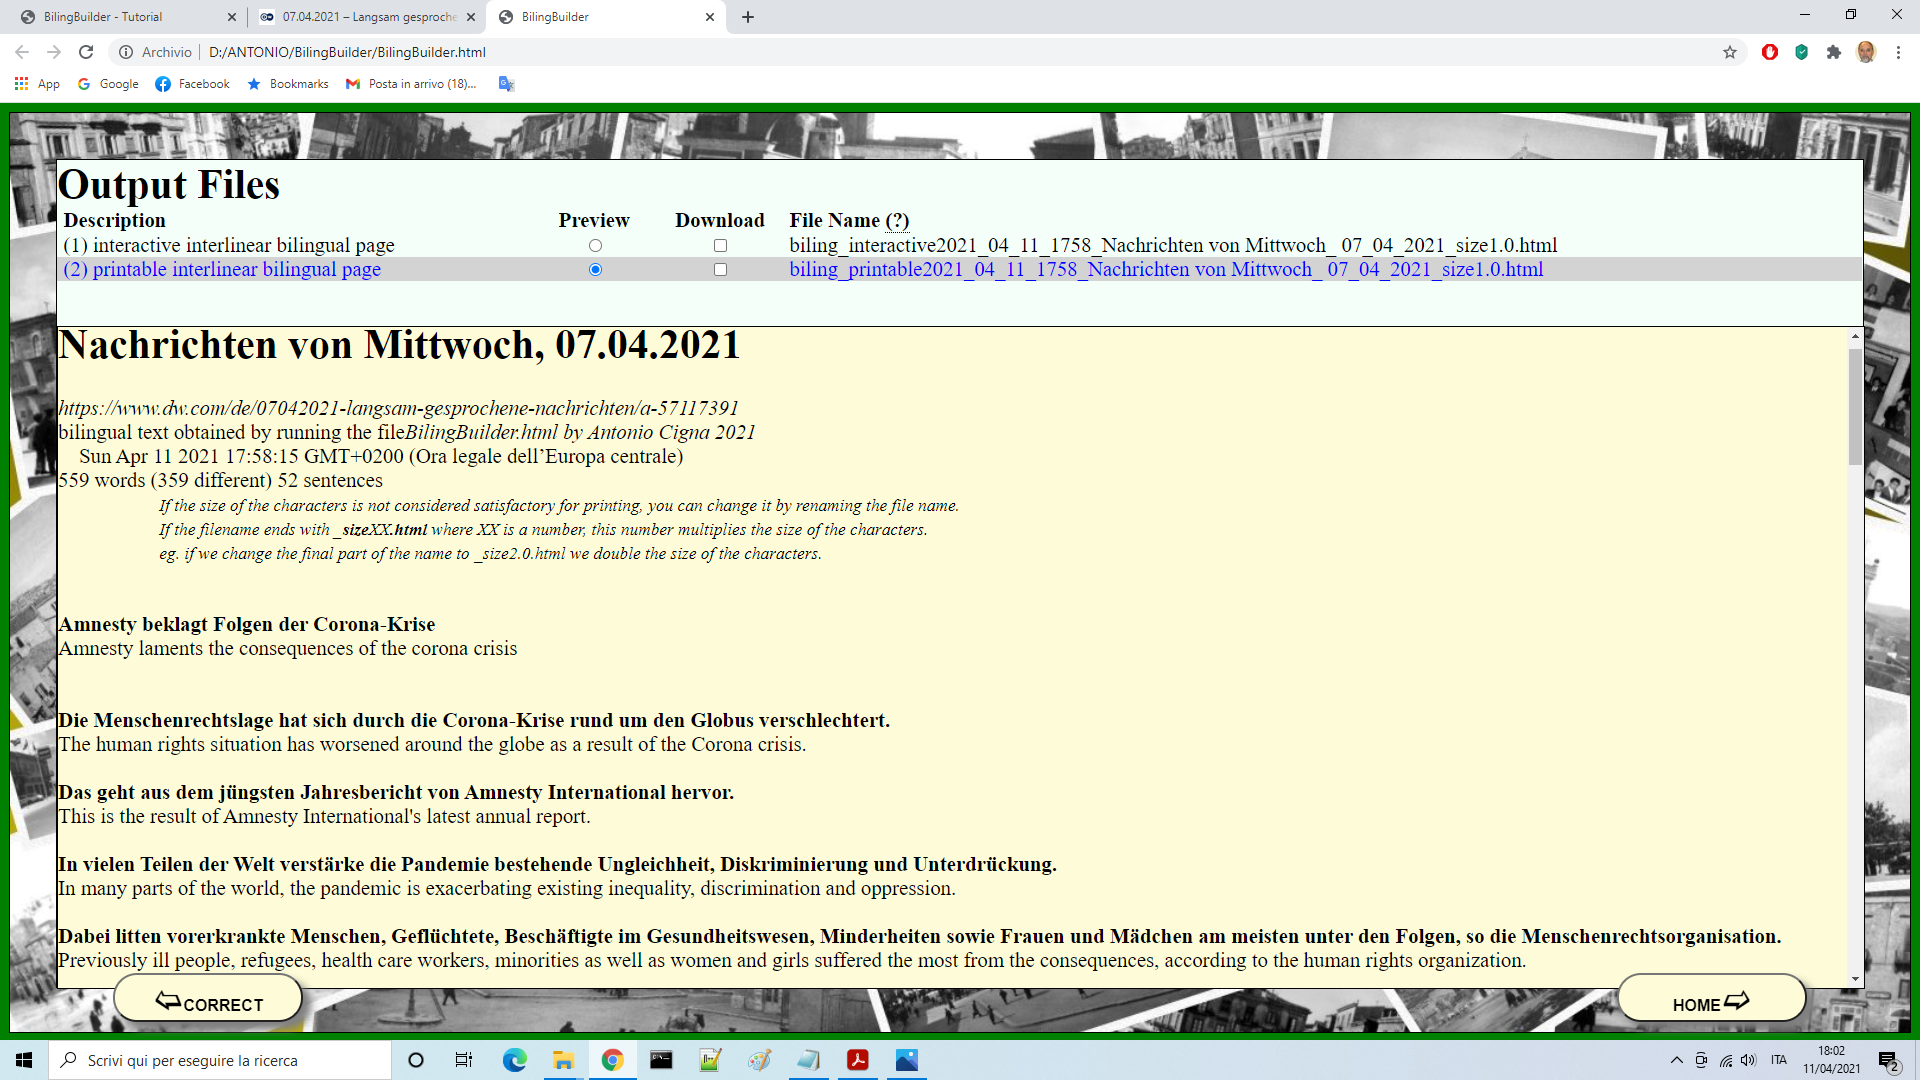 BilingBuilder - Tutorial
07.04.2021 – Langsam gesproche
BilingBuilder
Archivio
D:/ANTONIO/BilingBuilder/BilingBuilder.html
App
Google
Facebook
Bookmarks
Posta in arrivo (18)...
Output Files
Description Preview Download File Name (?)
(1) interactive interlinear bilingual page biling_interactive2021_04_11_1758_Nachrichten von Mittwoch_ 07_04_2021_size1.0.html
(2) printable interlinear bilingual page biling_printable2021_04_11_1758_Nachrichten von Mittwoch_ 07_04_2021_size1.0.html
Nachrichten von Mittwoch, 07.04.2021
https://www.dw.com/de/07042021-langsam-gesprochene-nachrichten/a-57117391
bilingual text obtained by running the fileBilingBuilder.html by Antonio Cigna 2021
Sun Apr 11 2021 17:58:15 GMT+0200 (Ora legale dell’Europa centrale)
559 words (359 different) 52 sentences
If the size of the characters is not considered satisfactory for printing, you can change it by renaming the file name.
If the filename ends with _sizeXX.html where XX is a number, this number multiplies the size of the characters.
eg. if we change the final part of the name to _size2.0.html we double the size of the characters.
Amnesty beklagt Folgen der Corona-Krise
Amnesty laments the consequences of the corona crisis
Die Menschenrechtslage hat sich durch die Corona-Krise rund um den Globus verschlechtert.
The human rights situation has worsened around the globe as a result of the Corona crisis.
Das geht aus dem jüngsten Jahresbericht von Amnesty International hervor.
This is the result of Amnesty International's latest annual report.
In vielen Teilen der Welt verstärke die Pandemie bestehende Ungleichheit, Diskriminierung und Unterdrückung.
In many parts of the world, the pandemic is exacerbating existing inequality, discrimination and oppression.
Dabei litten vorerkrankte Menschen, Geflüchtete, Beschäftigte im Gesundheitswesen, Minderheiten sowie Frauen und Mädchen am meisten unter den Folgen, so die Menschenrechtsorganisation.
Previously ill people, refugees, health care workers, minorities as well as women and girls suffered the most from the consequences, according to the human rights organization.
CORRECT
HOME
Scrivi qui per eseguire la ricerca
ITA
18:02
11/04/2021
2